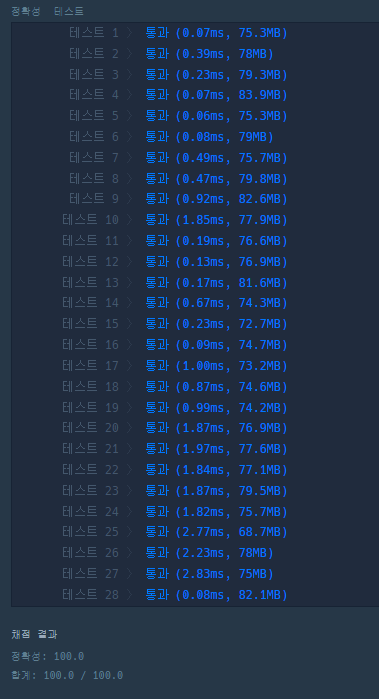 정확성 테스트
테스트 1 > 통과 (0.07ms, 75.3MB)
테스트 2 > 통과 (0.39ms, 78MB)
테스트 3 > 통과 (0.23ms, 79.3MB)
테스트 4 > 통과 (0.07ms, 83.9MB)
테스트 5 > 통과 (0.06ms, 75.3MB)
테스트 6 > 통과 (0.08ms, 79MB)
테스트 7 > 통과 (0.49ms, 75.7MB)
테스트 8 > 통과 (0.47ms, 79.8MB)
테스트 9 > 통과 (0.92ms, 82.6MB)
테스트 10 > 통과 (1.85ms, 77.9MB)
테스트 11 > 통과 (0.19ms, 76.6MB)
테스트 12 > 통과 (0.13ms, 76.9MB)
테스트 13 > 통과 (0.17ms, 81.6MB)
테스트 14 > 통과 (0.67ms, 74.3MB)
테스트 15 > 통과 (0.23ms, 72.7MB)
테스트 16 > 통과 (0.09ms, 74.7MB)
테스트 17 > 통과 (1.00ms, 73.2MB)
테스트 18 > 통과 (0.87ms, 74.6MB)
테스트 19 > 통과 (0.99ms, 74.2MB)
테스트 20 > 통과 (1.87ms, 76.9MB)
테스트 21 > 통과 (1.97ms, 77.6MB)
테스트 22 > 통과 (1.84ms, 77.1MB)
테스트 23 > 통과 (1.87ms, 79.5MB)
테스트 24 > 통과 (1.82ms, 75.7MB)
테스트 25 > 통과 (2.77ms, 68.7MB)
테스트 26 > 통과 (2.23ms, 78MB)
테스트 27 > 통과 (2.83ms, 75MB)
테스트 28 > 통과 (0.08ms, 82.1MB)
채점 결과
정확성: 100.0
합계: 100.0 / 100.0